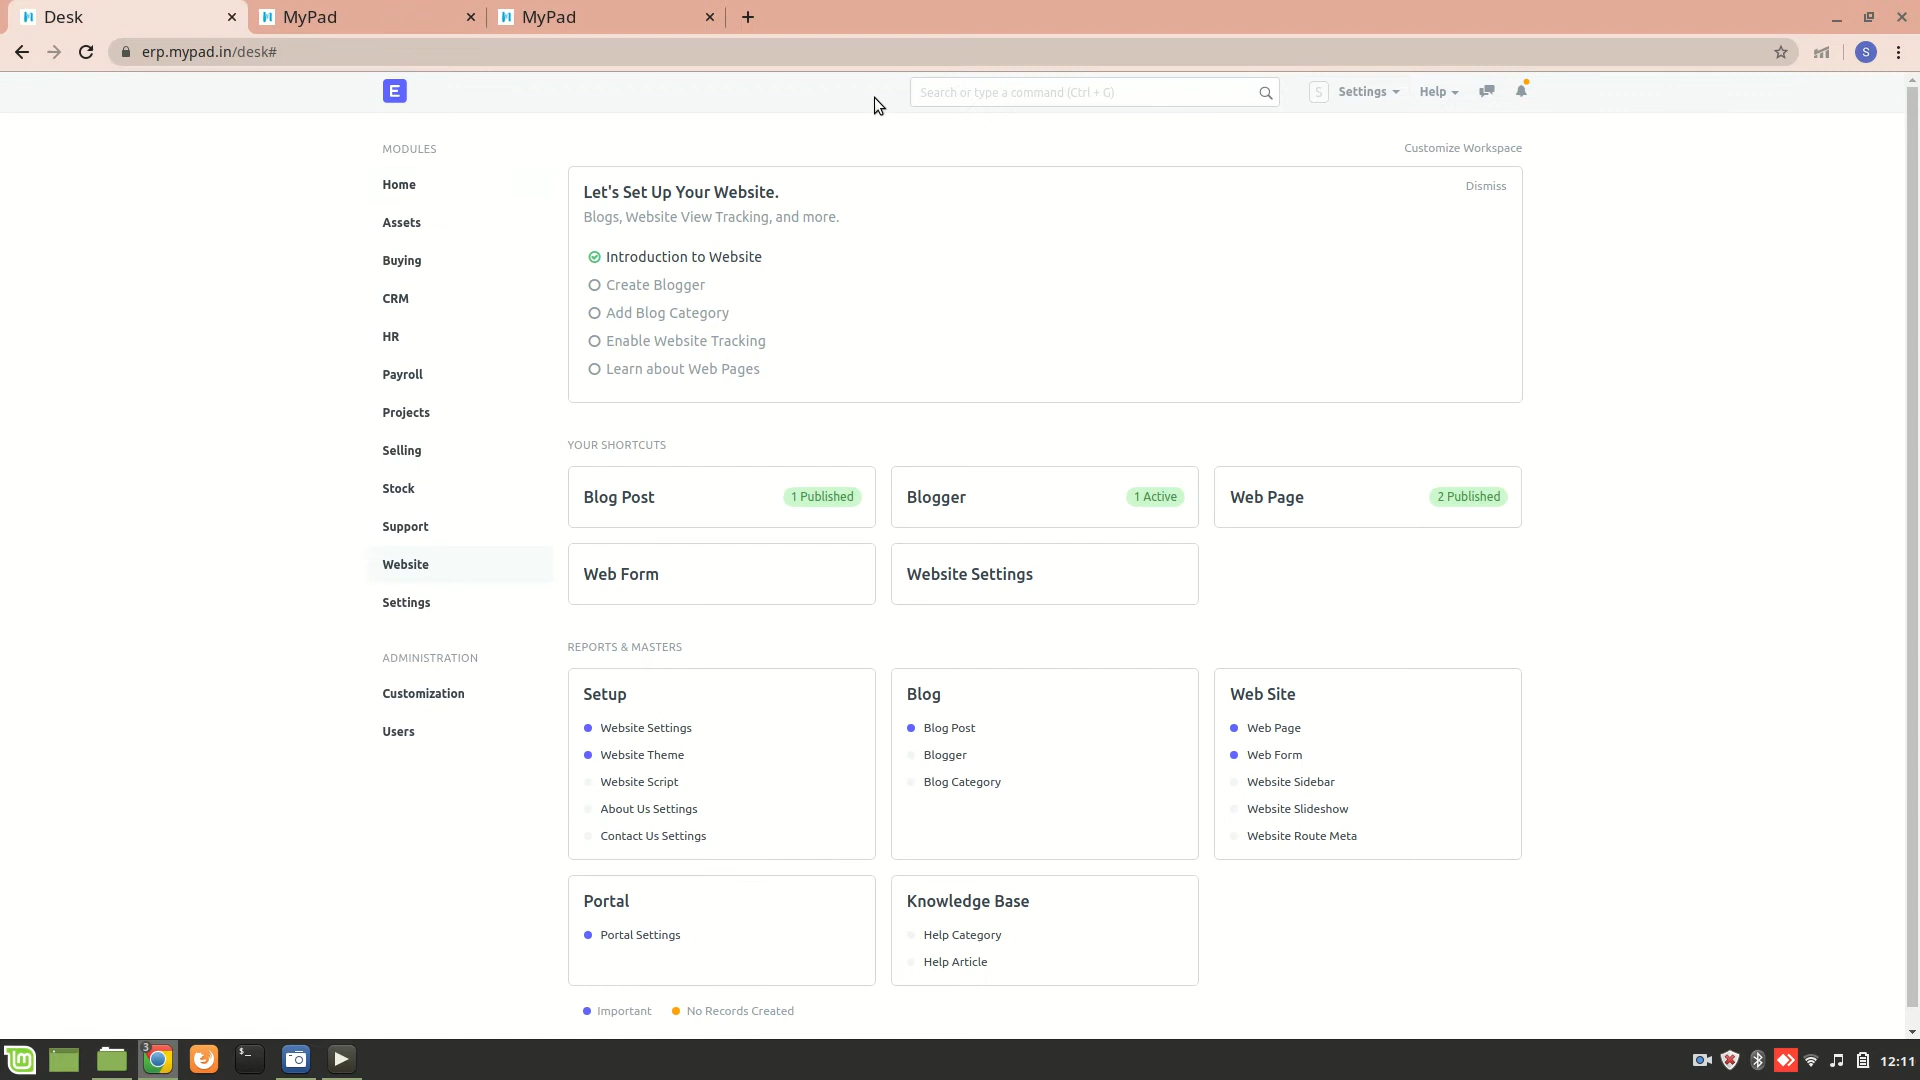 Desk
MyPad
MyPad
erp.mypad.in/desk#
S
E
Search or type a command (Ctrl + G)
S
Settings
Help
MODULES
Home
Assets
Buying
CRM
HR
Payroll
Projects
Selling
Stock
Support
Website
Settings
ADMINISTRATION
Customization
Users
Customize Workspace
Let's Set Up Your Website.
Dismiss
Blogs, Website View Tracking, and more.
Introduction to Website
Create Blogger
Add Blog Category
Enable Website Tracking
Learn about Web Pages
YOUR SHORTCUTS
Blog Post 1 Published
Blogger 1 Active
Web Page 2 Published
Web Form
Website Settings
REPORTS & MASTERS
Setup
Website Settings
Website Theme
Website Script
About Us Settings
Contact Us Settings
Blog
Blog Post
Blogger
Blog Category
Web Site
Web Page
Web Form
Website Sidebar
Website Slideshow
Website Route Meta
Portal
Portal Settings
Knowledge Base
Help Category
Help Article
Important
No Records Created
3
12:11